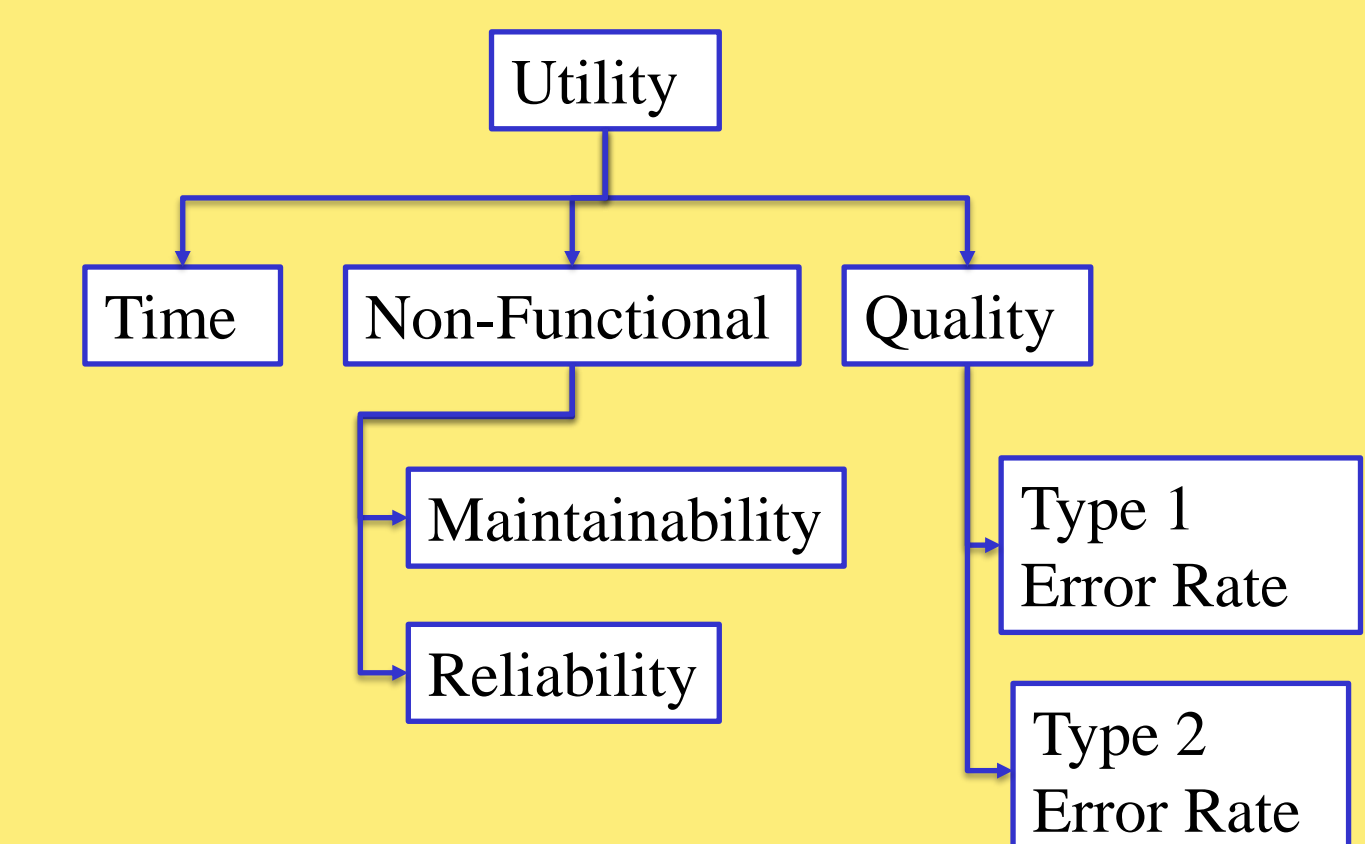 Utility
Time
Non-Functional
Quality
Maintainability
Reliability
Type 1
Error Rate
Type 2
Error Rate